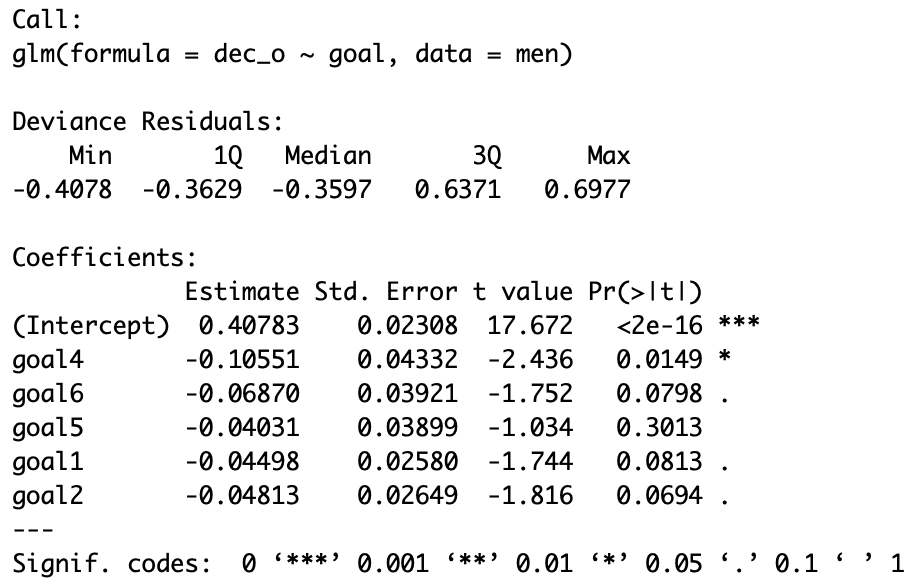 Call:
glm(formula = dec_o ~ goal, data = men)
Deviance Residuals:
Min 1Q Median 3Q Max
-0.4078 -0.3629 -0.3597 0.6371 0.6977
Coefficients:
Estimate Std. Error t value Pr(>|t|)
(Intercept) 0.40783 0.02308 17.672 <2e-16 ***
goal4 -0.10551 0.04332 -2.436 0.0149 *
goal6 -0.06870 0.03921 -1.752 0.0798 .
goal5 -0.04031 0.03899 -1.034 0.3013
goal1 -0.04498 0.02580 -1.744 0.0813 .
goal2 -0.04813 0.02649 -1.816 0.0694 .
---
Signif. codes: 0 ‘***’ 0.001 ‘**’ 0.01 ‘*’ 0.05 ‘.’ 0.1 ‘ ’ 1